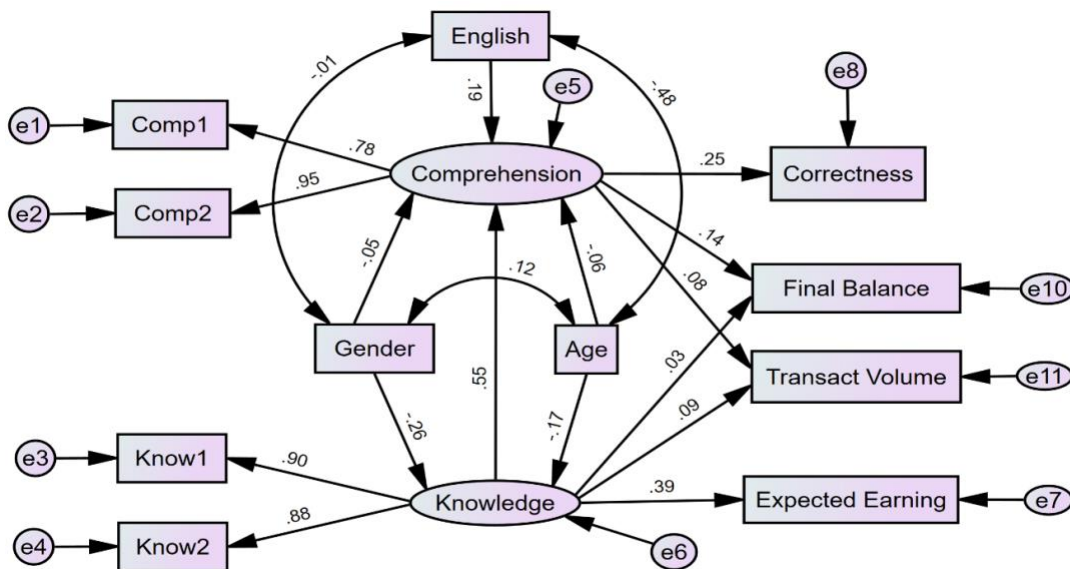 English
-.01
-.48
.19
e5
e8
e1
Comp1
.78
Comprehension
.25
Correctness
e2
Comp2
.95
-.05
-.06
.14
.12
.08
Final Balance
e10
Gender
Age
.03
Transact Volume
e11
.55
.09
-.26
-.17
e3
Know1
.90
Knowledge
.39
Expected Earning
e7
e4
Know2
.88
e6